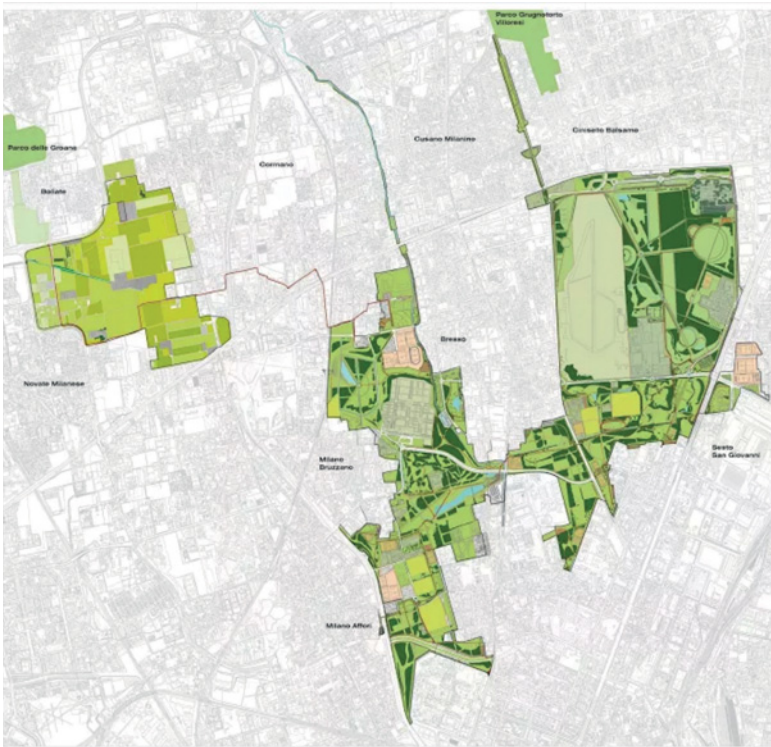 Parco Grugnotorto
Villoresi
Cusano Milanino
Cinisello Balsamo
Parco delle Groane
Cormano
Bollate
Bresso
Novate Milanese
Milano
Bruzzano
Sesto
San Giovanni
Milano Affori